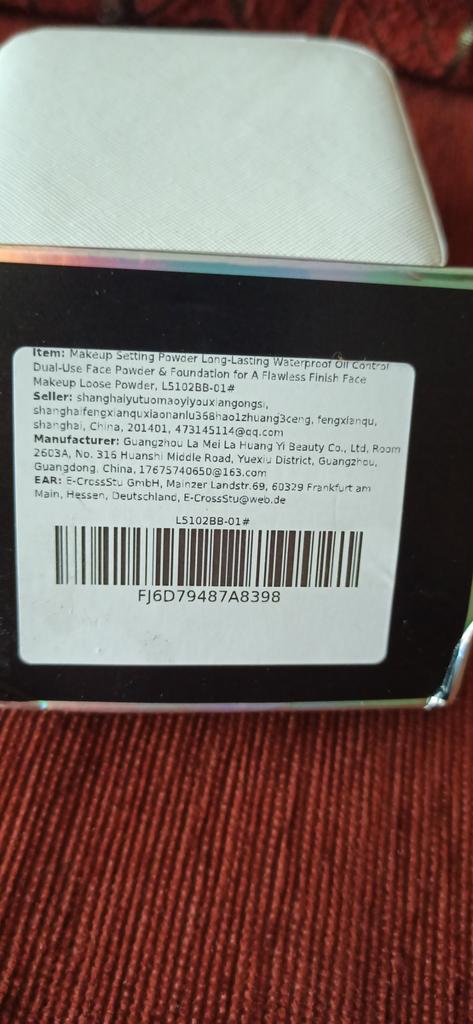 Item: Makeup Setting Powder Long-Lasting Waterproof Oil Control
Dual-Use Face Powder & Foundation for A Flawless Finish Face
Makeup Loose Powder, L5102BB-01#
Seller: shanghaiyutuomaoyiyouxiangongsi,
shanghaifengxianquxiaonanlu368hao1zhuang3ceng, fengxianqu,
shanghai, China, 201401, 473145114@qq.com
Manufacturer: Guangzhou La Mei La Huang Yi Beauty Co., Ltd, Room
2603A, No. 316 Huanshi Middle Road, Yuexiu District, Guangzhou,
Guangdong, China, 17675740650@163.com
EAR: E-CrossStu GmbH, Mainzer Landstr.69, 60329 Frankfurt am
Main, Hessen, Deutschland, E-CrossStu@web.de
L5102BB-01#
FJ6D79487A8398